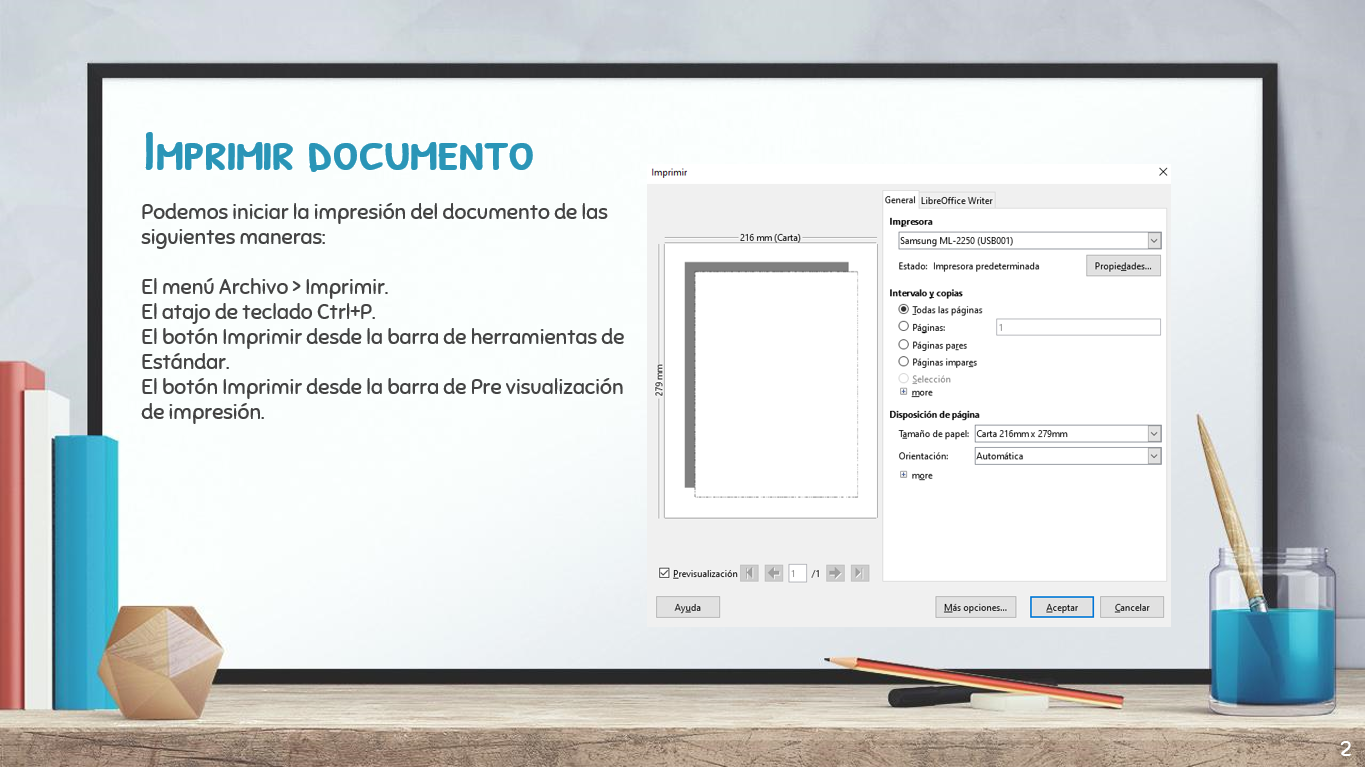 Imprimir documento
Podemos iniciar la impresión del documento de las
siguientes maneras:
El menú Archivo > Imprimir.
El atajo de teclado Ctrl+P.
El botón Imprimir desde la barra de herramientas de
Estándar.
El botón Imprimir desde la barra de Pre visualización
de impresión.
Imprimir
General LibreOffice Writer
216 mm (Carta)
279 mm
Impresora
Samsung ML-2250 (USB001)
Estado: Impresora predeterminada Propiedades...
Intervalo y copias
Todas las páginas
Páginas: 1
Páginas pares
Páginas impares
Selección
more
Disposición de página
Tamaño de papel: Carta 216mm x 279mm
Orientación: Automática
more
Previsualización 1 /1
Ayuda Más opciones... Aceptar Cancelar
2